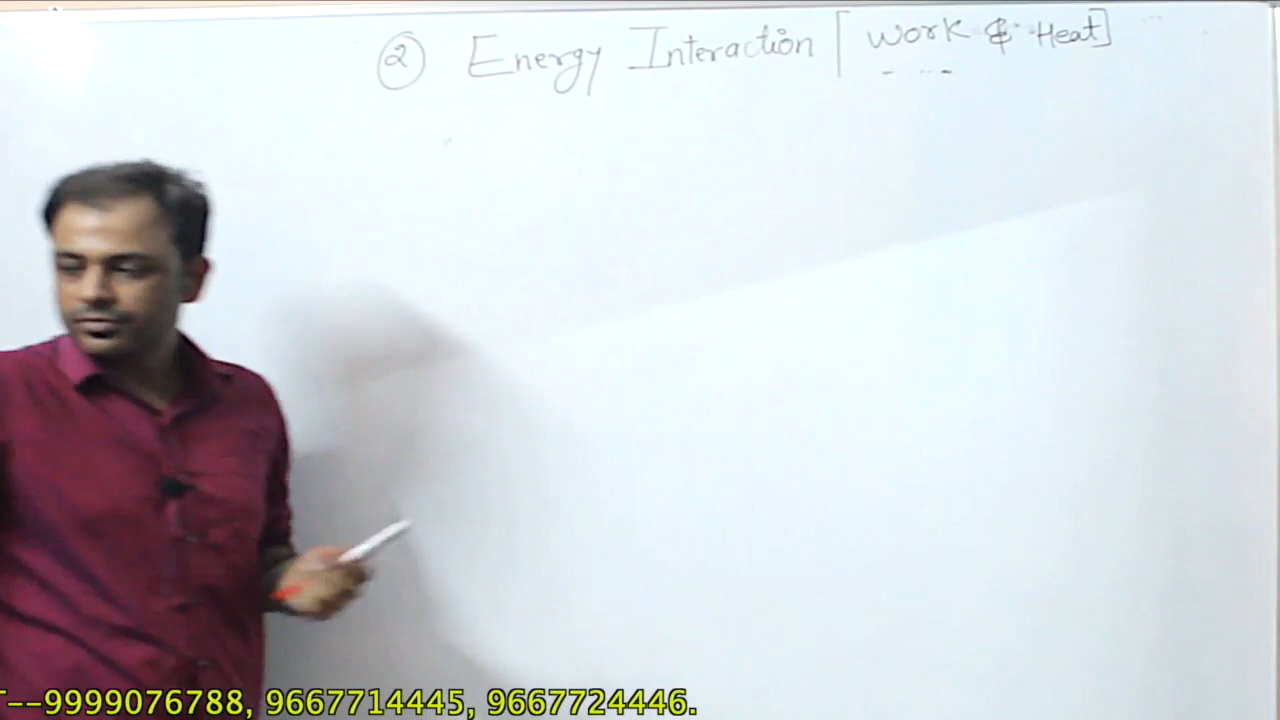 ② Energy Interaction [Work & Heat]
T--9999076788, 9667714445, 9667724446.